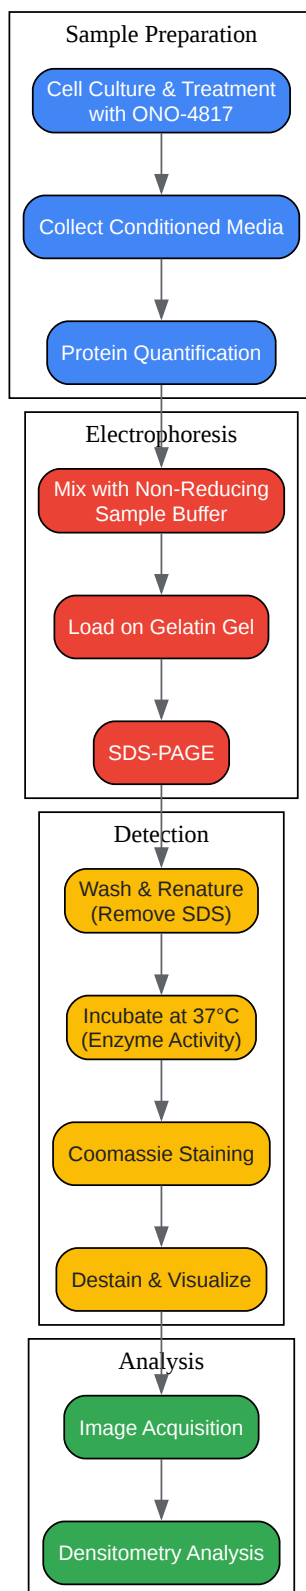 Sample Preparation
Cell Culture & Treatment
with ONO-4817
Collect Conditioned Media
Protein Quantification
Electrophoresis
Mix with Non-Reducing
Sample Buffer
Load on Gelatin Gel
SDS-PAGE
Detection
Wash & Renature
(Remove SDS)
Incubate at 37°C
(Enzyme Activity)
Coomassie Staining
Destain & Visualize
Analysis
Image Acquisition
Densitometry Analysis